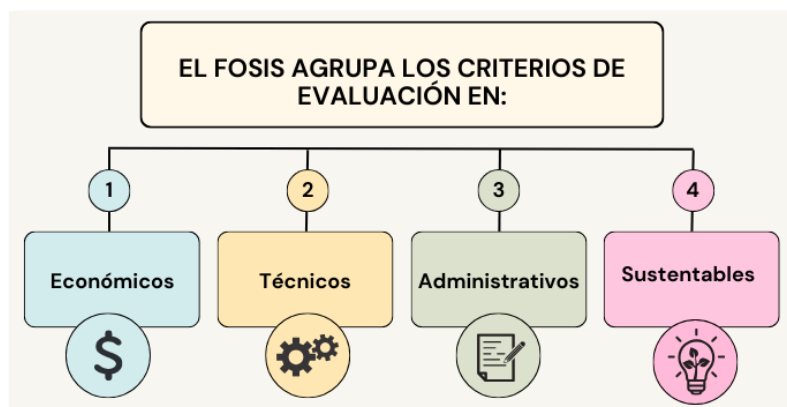 EL FOSIS AGRUPA LOS CRITERIOS DE
EVALUACIÓN EN:
1
2
3
4
Económicos
Técnicos
Administrativos
Sustentables
$